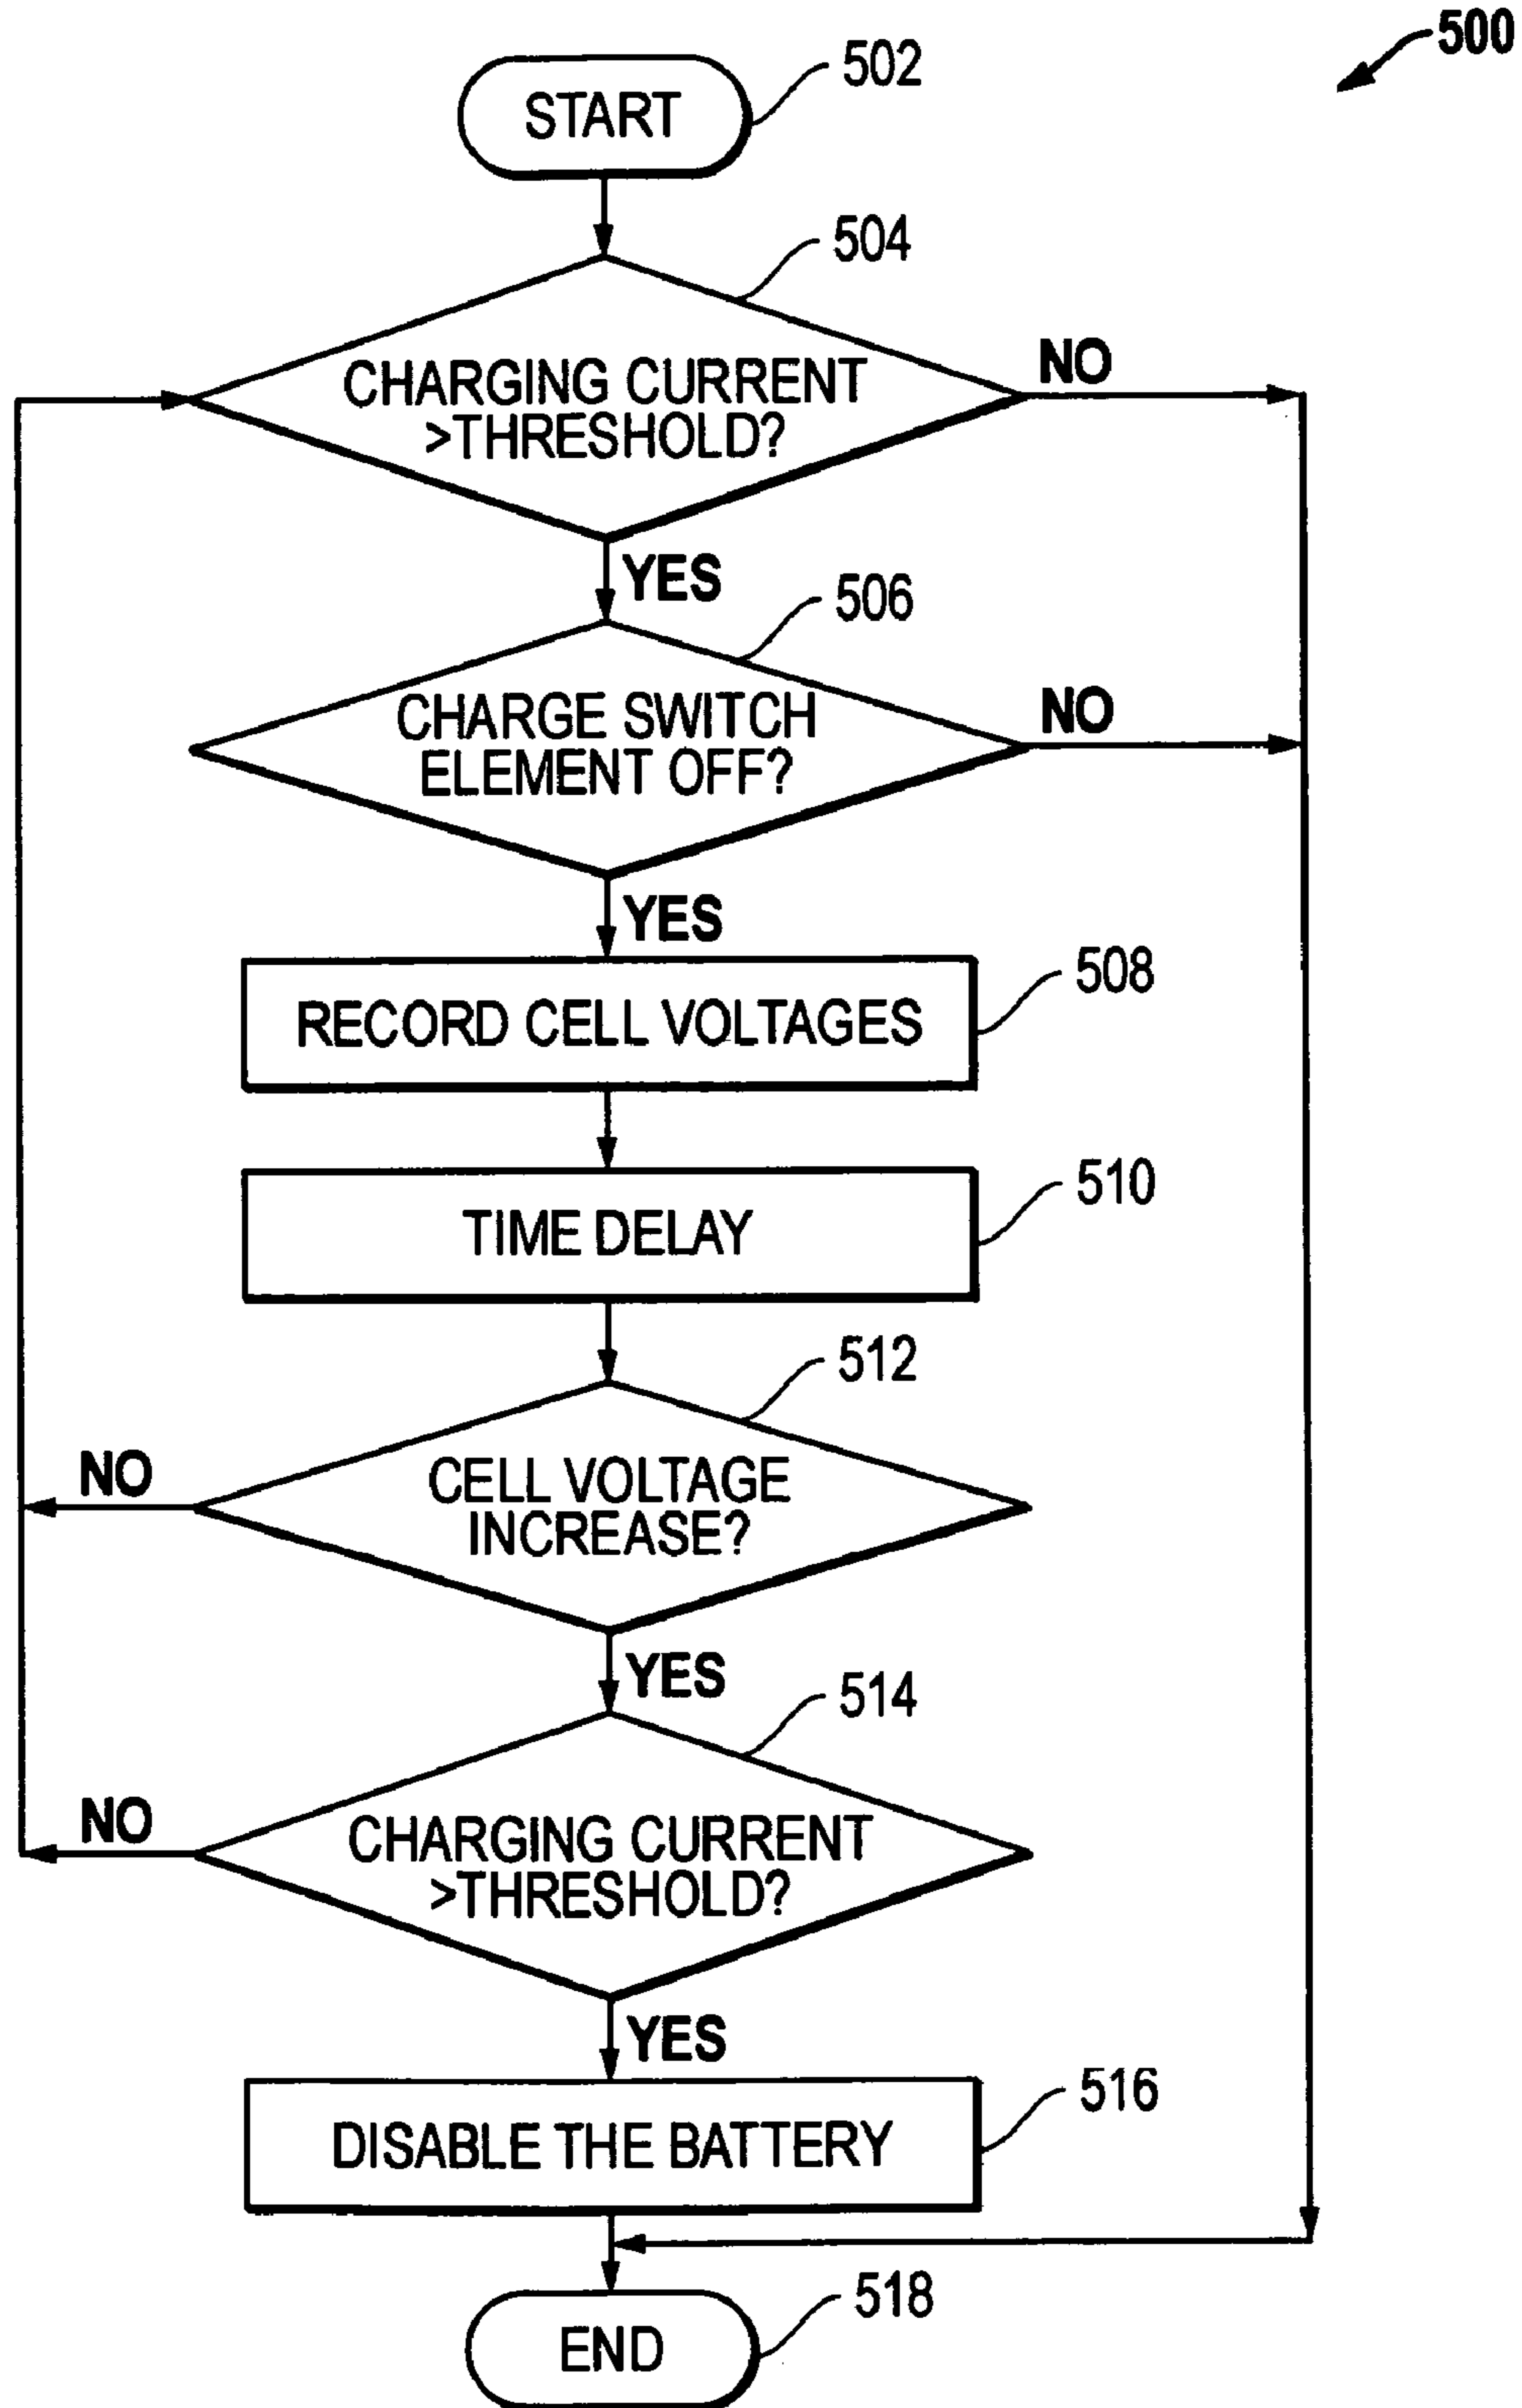 500
START
502
504
CHARGING CURRENT
>THRESHOLD?
NO
YES
506
CHARGE SWITCH
ELEMENT OFF?
NO
YES
508
RECORD CELL VOLTAGES
510
TIME DELAY
512
CELL VOLTAGE
INCREASE?
NO
YES
514
CHARGING CURRENT
>THRESHOLD?
NO
YES
516
DISABLE THE BATTERY
518
END